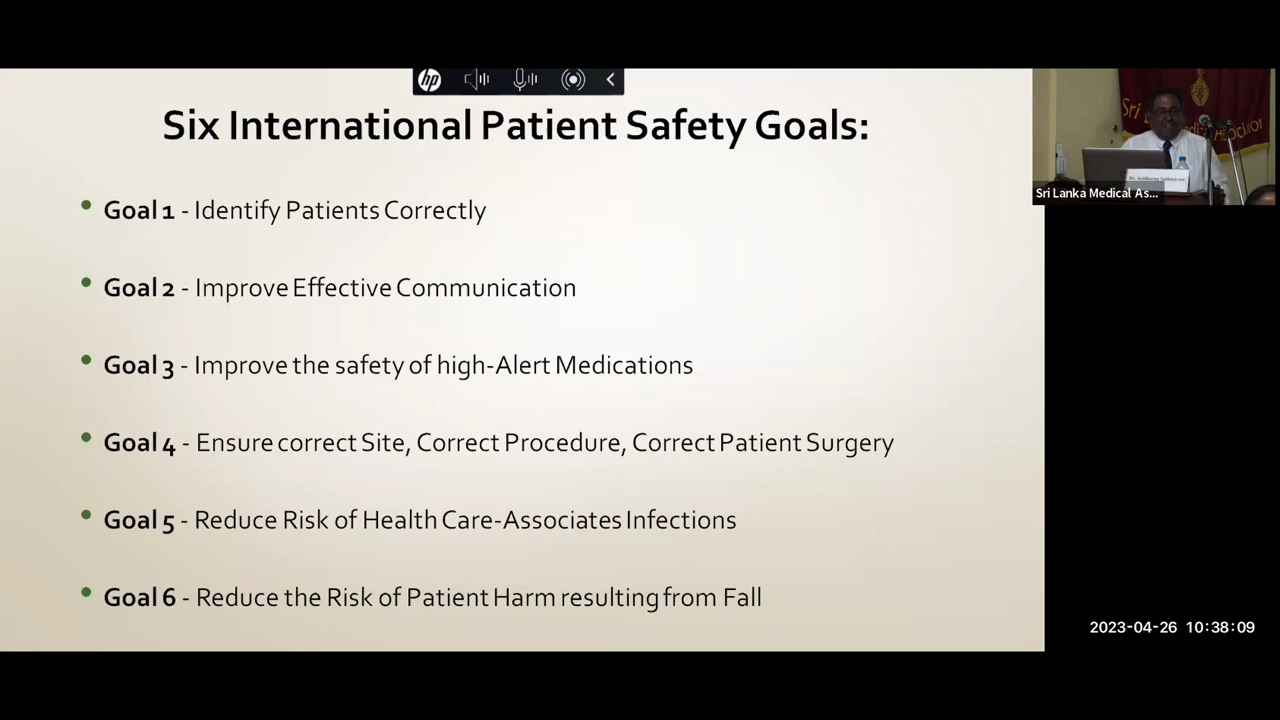 hp
Six International Patient Safety Goals:
Goal 1 - Identify Patients Correctly
Goal 2 - Improve Effective Communication
Goal 3 - Improve the safety of high-Alert Medications
Goal 4 - Ensure correct Site, Correct Procedure, Correct Patient Surgery
Goal 5 - Reduce Risk of Health Care-Associates Infections
Goal 6 - Reduce the Risk of Patient Harm resulting from Fall
Sri
Sri Lanka Medical As...
2023-04-26 10:38:09